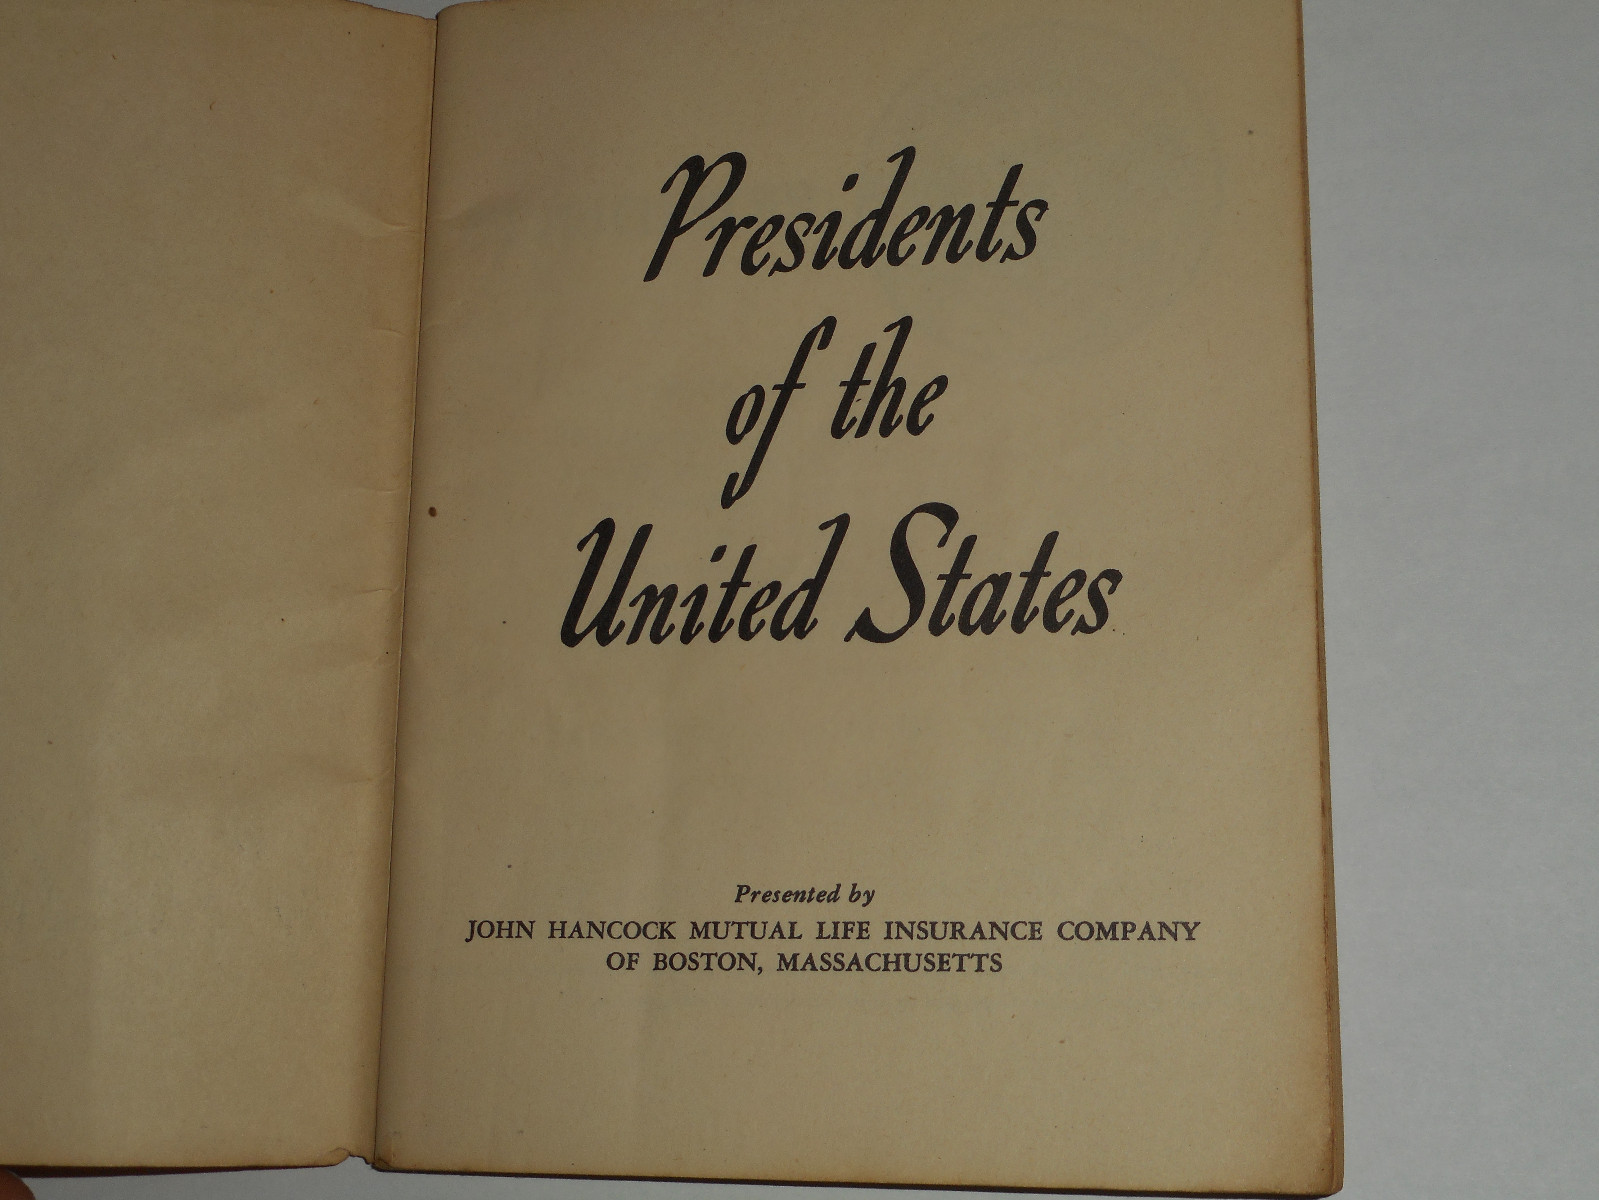 Presidents
of the
United States
Presented by
JOHN HANCOCK MUTUAL LIFE INSURANCE COMPANY
OF BOSTON, MASSACHUSETTS